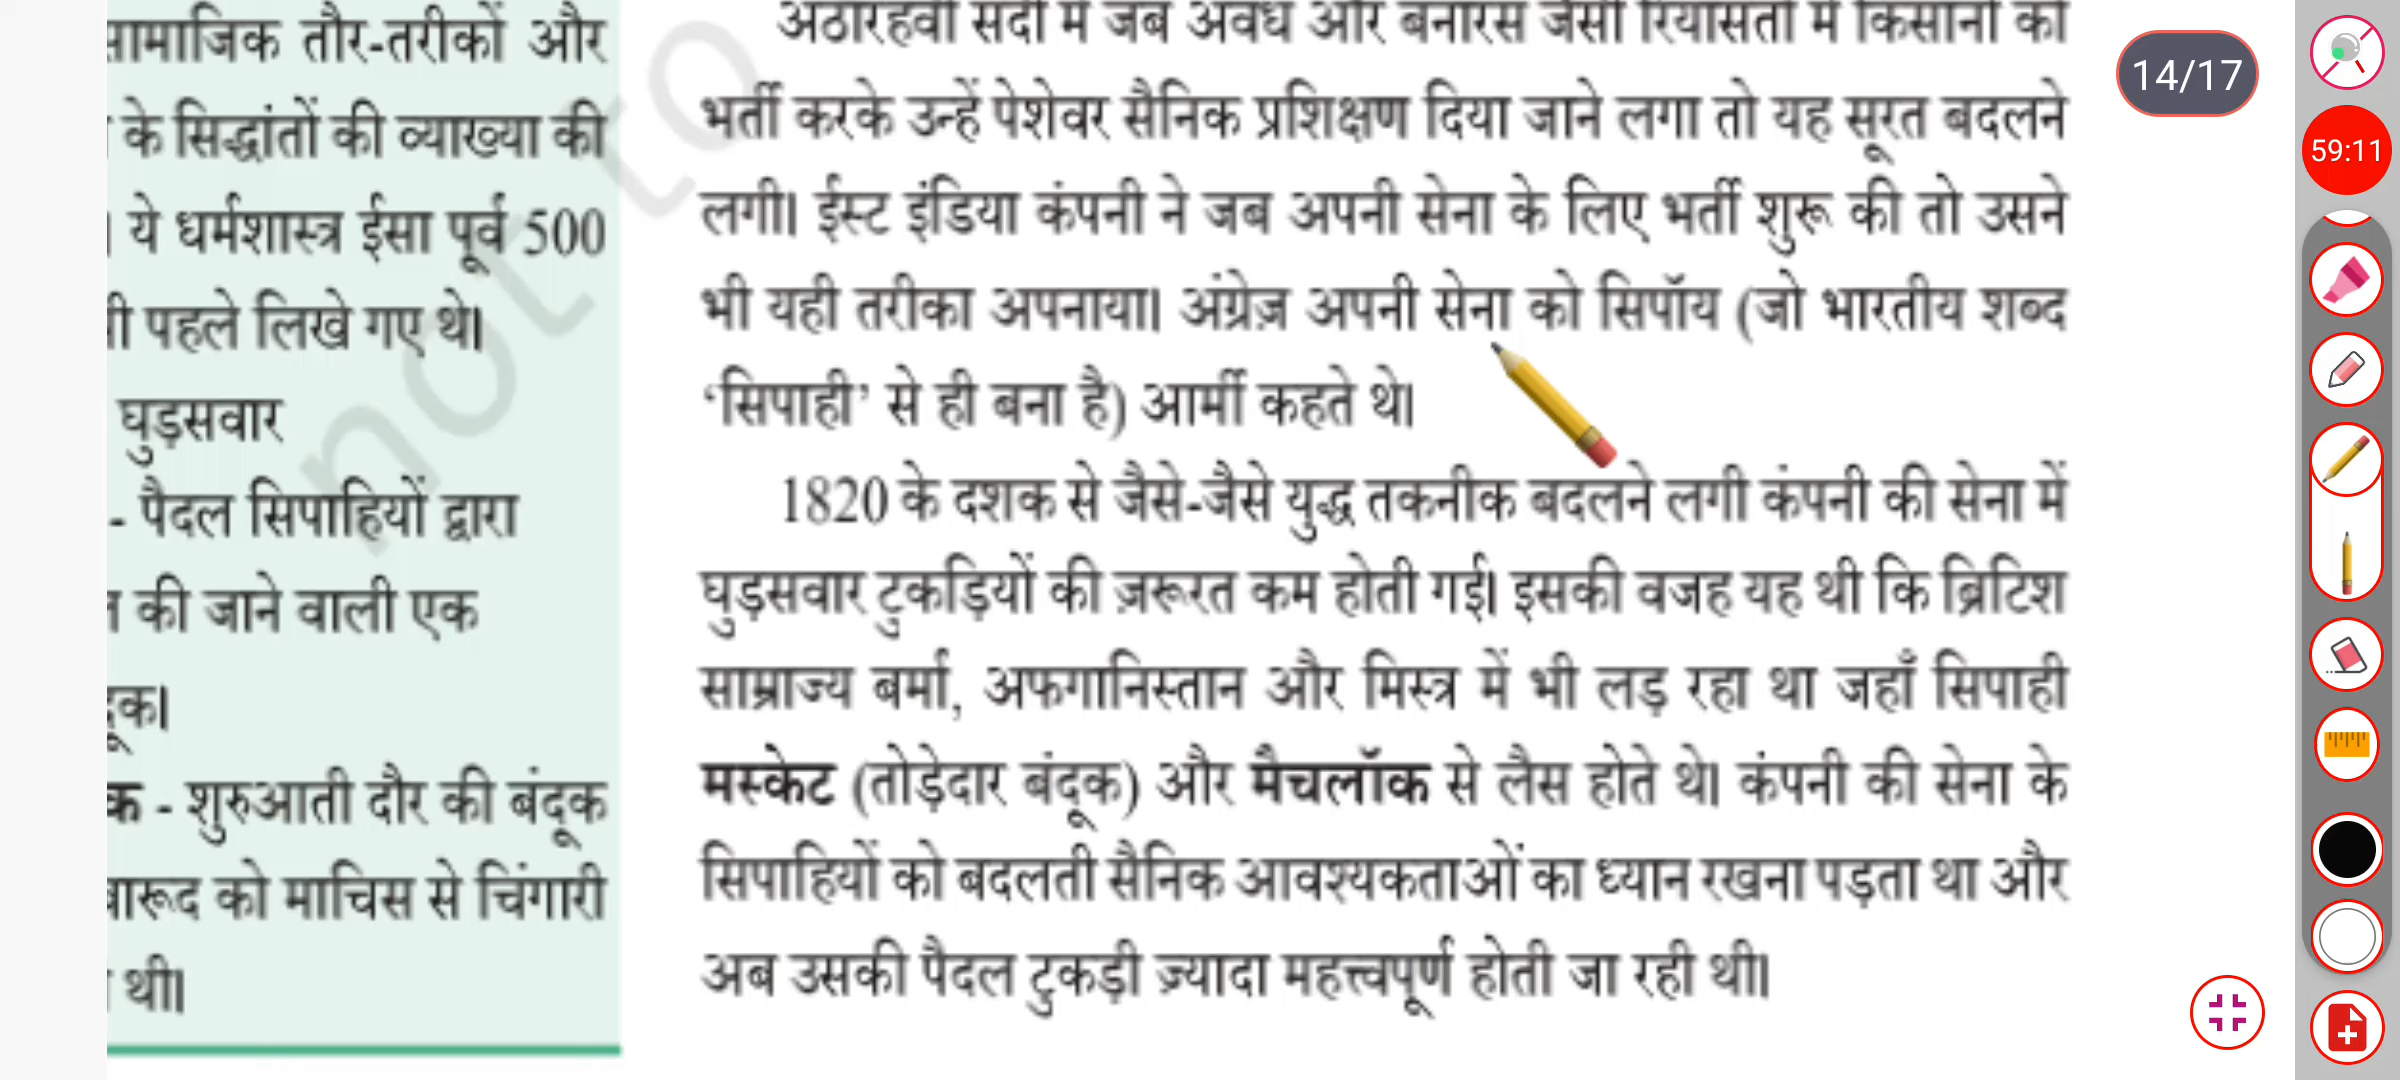 सामाजिक तौर-तरीकों और
के सिद्धांतों की व्याख्या की
ये धर्मशास्त्र ईसा पूर्व 500
पहले लिखे गए थे।
घुड़सवार
- पैदल सिपाहियों द्वारा
की जाने वाली एक
क - शुरुआती दौर की बंदूक
बारूद को माचिस से चिंगारी
थी।
अठारहवीं सदी में जब अवध और बनारस जैसी रियासतों में किसानों को
भर्ती करके उन्हें पेशेवर सैनिक प्रशिक्षण दिया जाने लगा तो यह सूरत बदलने
लगी। ईस्ट इंडिया कंपनी ने जब अपनी सेना के लिए भर्ती शुरू की तो उसने
भी यही तरीका अपनाया। अंग्रेज़ अपनी सेना को सिपॉय (जो भारतीय शब्द
‘सिपाही’ से ही बना है) आर्मी कहते थे।
1820 के दशक से जैसे-जैसे युद्ध तकनीक बदलने लगी कंपनी की सेना में
घुड़सवार टुकड़ियों की ज़रूरत कम होती गई। इसकी वजह यह थी कि ब्रिटिश
साम्राज्य बर्मा, अफगानिस्तान और मिस्त्र में भी लड़ रहा था जहाँ सिपाही
मस्केट (तोड़ेदार बंदूक) और मैचलॉक से लैस होते थे। कंपनी की सेना के
सिपाहियों को बदलती सैनिक आवश्यकताओं का ध्यान रखना पड़ता था और
अब उसकी पैदल टुकड़ी ज़्यादा महत्त्वपूर्ण होती जा रही थी।
not to
14/17
59:11